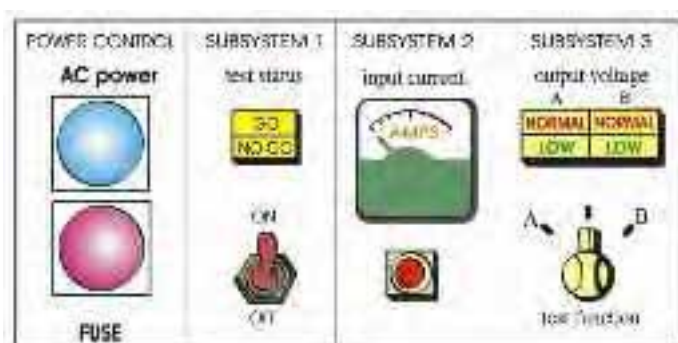 POWER CONTROL
AC power
FUSE
SUBSYSTEM 1
test status
GO
NO GO
ON
OFF
SUBSYSTEM 2
input current
AMPS
SUBSYSTEM 3
output voltage
A B
NORMAL NORMAL
LOW LOW
A B
test function